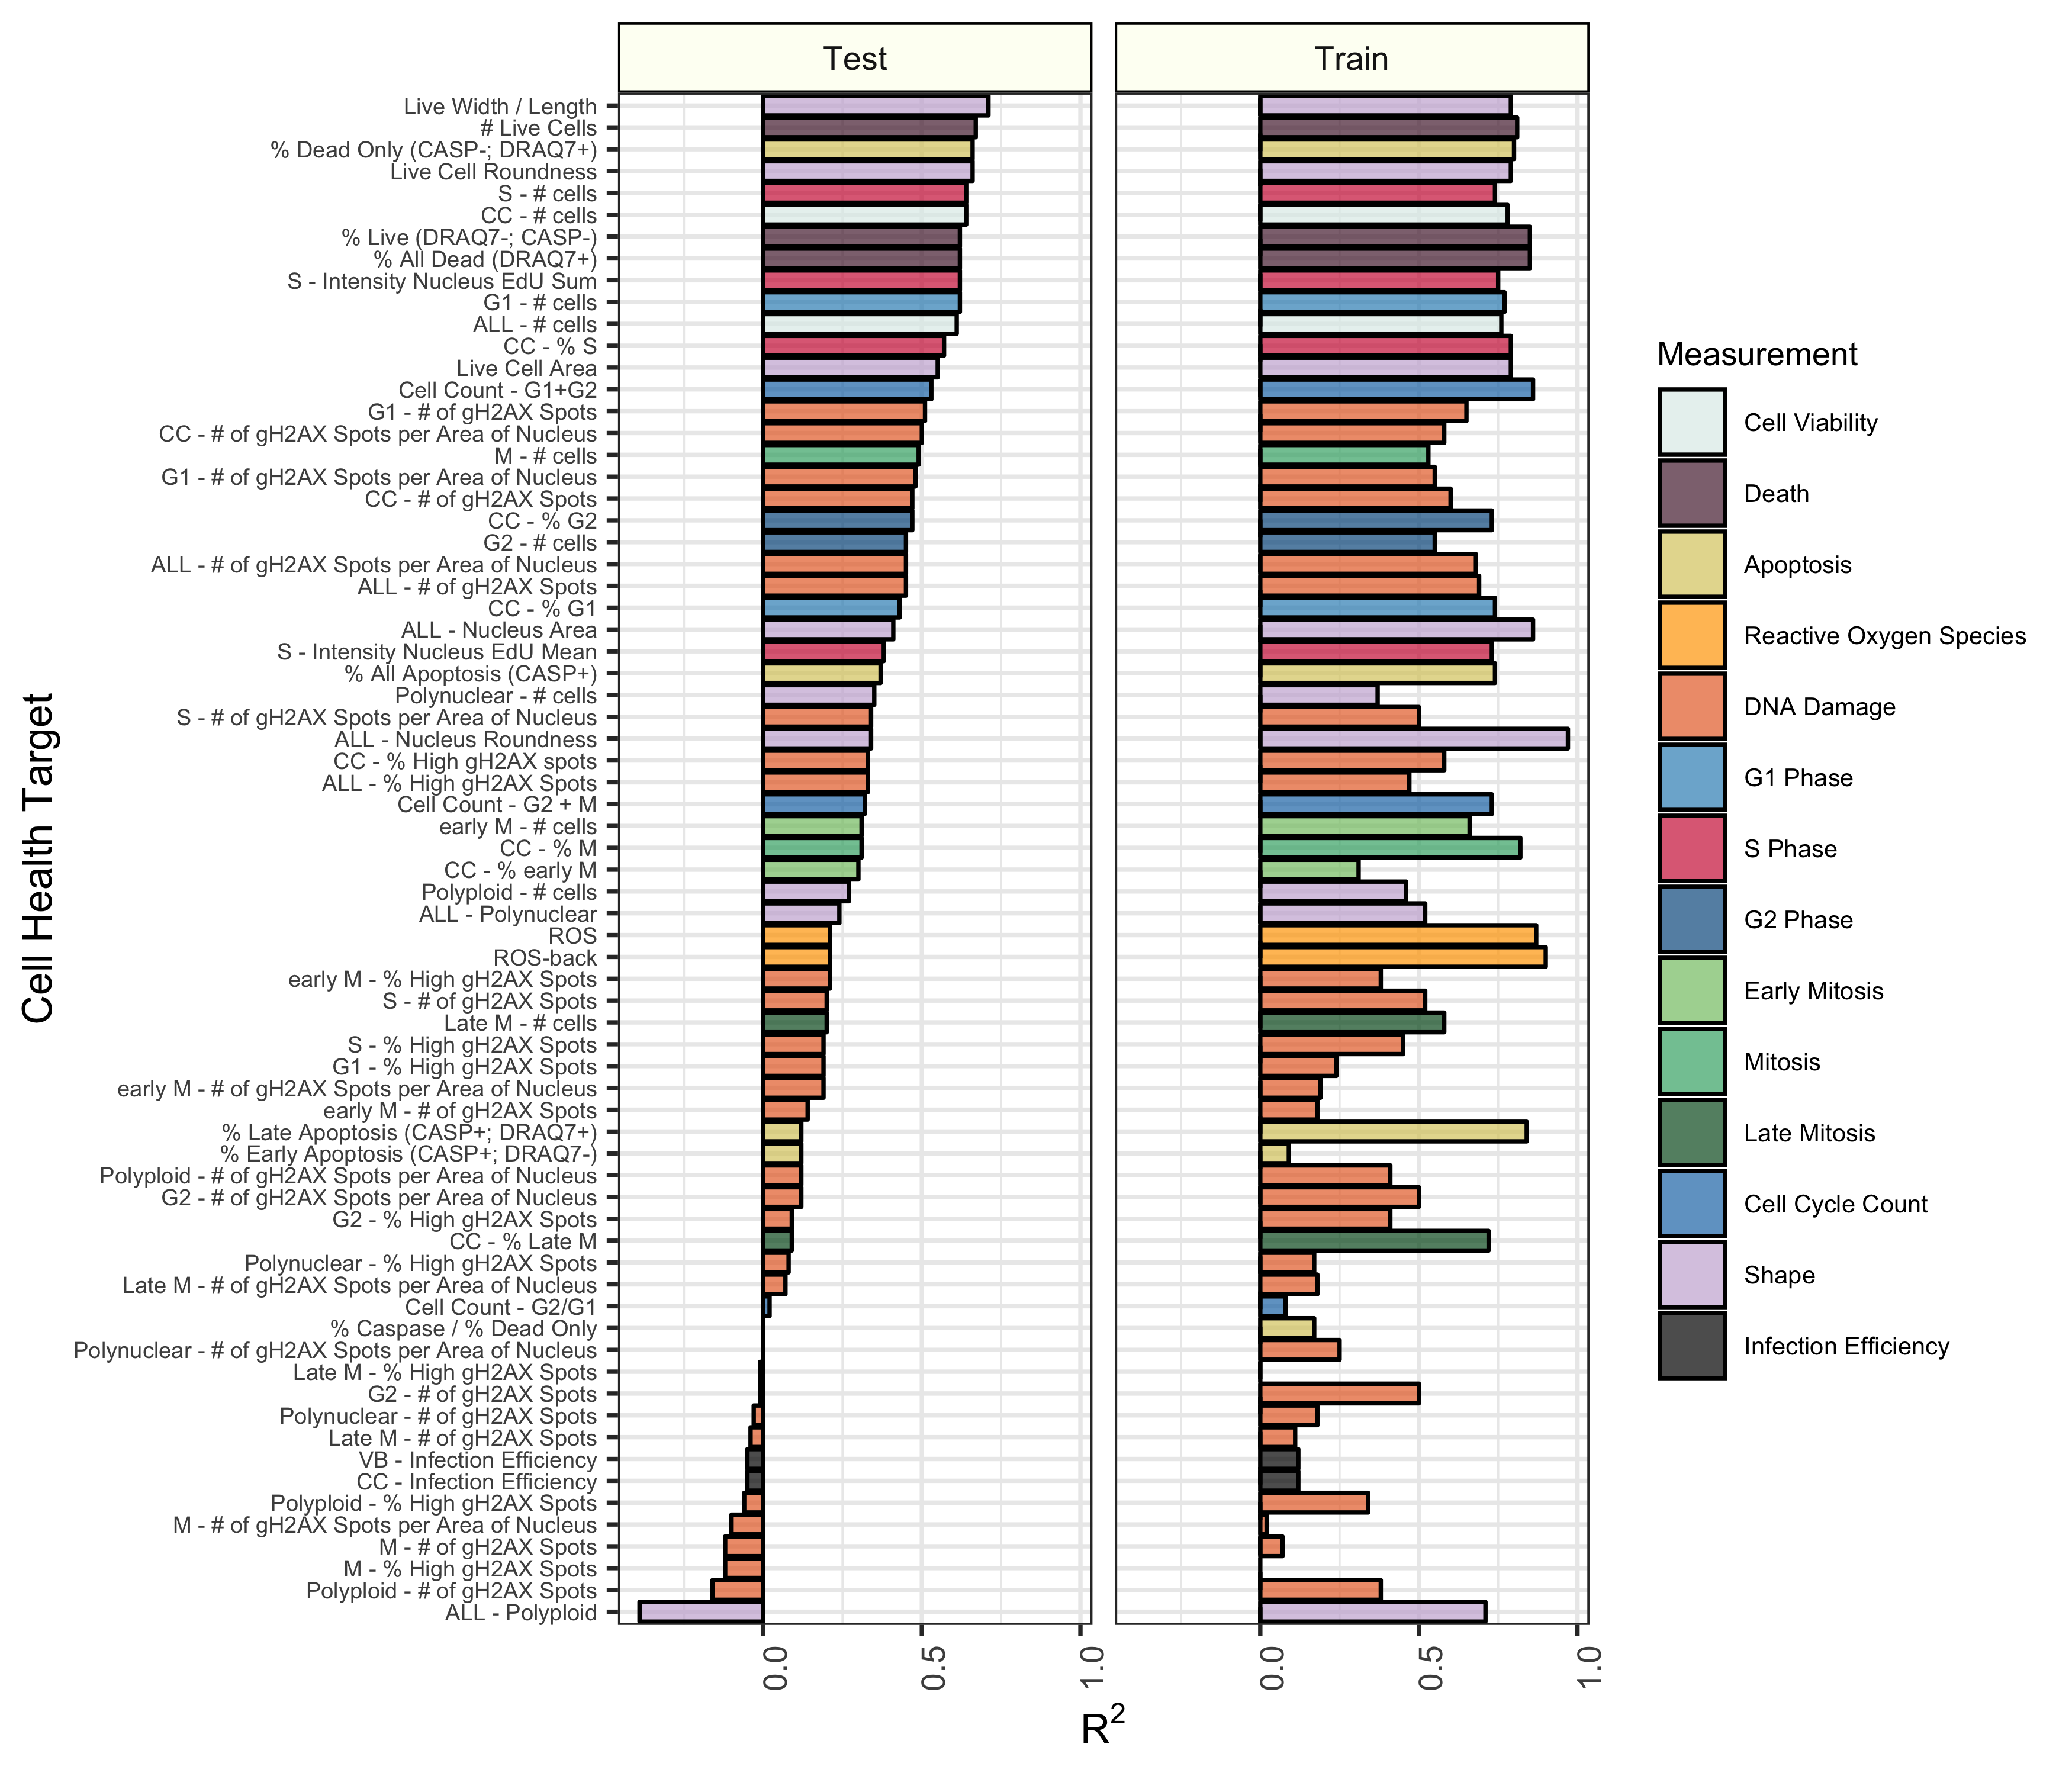 Test
Train
Cell Health Target
Live Width / Length
# Live Cells
% Dead Only (CASP-; DRAQ7+)
Live Cell Roundness
S - # cells
CC - # cells
% Live (DRAQ7-; CASP-)
% All Dead (DRAQ7+)
S - Intensity Nucleus EdU Sum
G1 - # cells
ALL - # cells
CC - % S
Live Cell Area
Cell Count - G1+G2
G1 - # of gH2AX Spots
CC - # of gH2AX Spots per Area of Nucleus
M - # cells
G1 - # of gH2AX Spots per Area of Nucleus
CC - # of gH2AX Spots
CC - % G2
G2 - # cells
ALL - # of gH2AX Spots per Area of Nucleus
ALL - # of gH2AX Spots
CC - % G1
ALL - Nucleus Area
S - Intensity Nucleus EdU Mean
% All Apoptosis (CASP+)
Polynuclear - # cells
S - # of gH2AX Spots per Area of Nucleus
ALL - Nucleus Roundness
CC - % High gH2AX spots
ALL - % High gH2AX Spots
Cell Count - G2 + M
early M - # cells
CC - % M
CC - % early M
Polyploid - # cells
ALL - Polynuclear
ROS
ROS-back
early M - % High gH2AX Spots
S - # of gH2AX Spots
Late M - # cells
S - % High gH2AX Spots
G1 - % High gH2AX Spots
early M - # of gH2AX Spots per Area of Nucleus
early M - # of gH2AX Spots
% Late Apoptosis (CASP+; DRAQ7+)
% Early Apoptosis (CASP+; DRAQ7-)
Polyploid - # of gH2AX Spots per Area of Nucleus
G2 - # of gH2AX Spots per Area of Nucleus
G2 - % High gH2AX Spots
CC - % Late M
Polynuclear - % High gH2AX Spots
Late M - # of gH2AX Spots per Area of Nucleus
Cell Count - G2/G1
% Caspase / % Dead Only
Polynuclear - # of gH2AX Spots per Area of Nucleus
Late M - % High gH2AX Spots
G2 - # of gH2AX Spots
Polynuclear - # of gH2AX Spots
Late M - # of gH2AX Spots
VB - Infection Efficiency
CC - Infection Efficiency
Polyploid - % High gH2AX Spots
M - # of gH2AX Spots per Area of Nucleus
M - # of gH2AX Spots
M - % High gH2AX Spots
Polyploid - # of gH2AX Spots
ALL - Polyploid
0.0 0.5 1.0
0.0 0.5 1.0
R²
Measurement
Cell Viability
Death
Apoptosis
Reactive Oxygen Species
DNA Damage
G1 Phase
S Phase
G2 Phase
Early Mitosis
Mitosis
Late Mitosis
Cell Cycle Count
Shape
Infection Efficiency